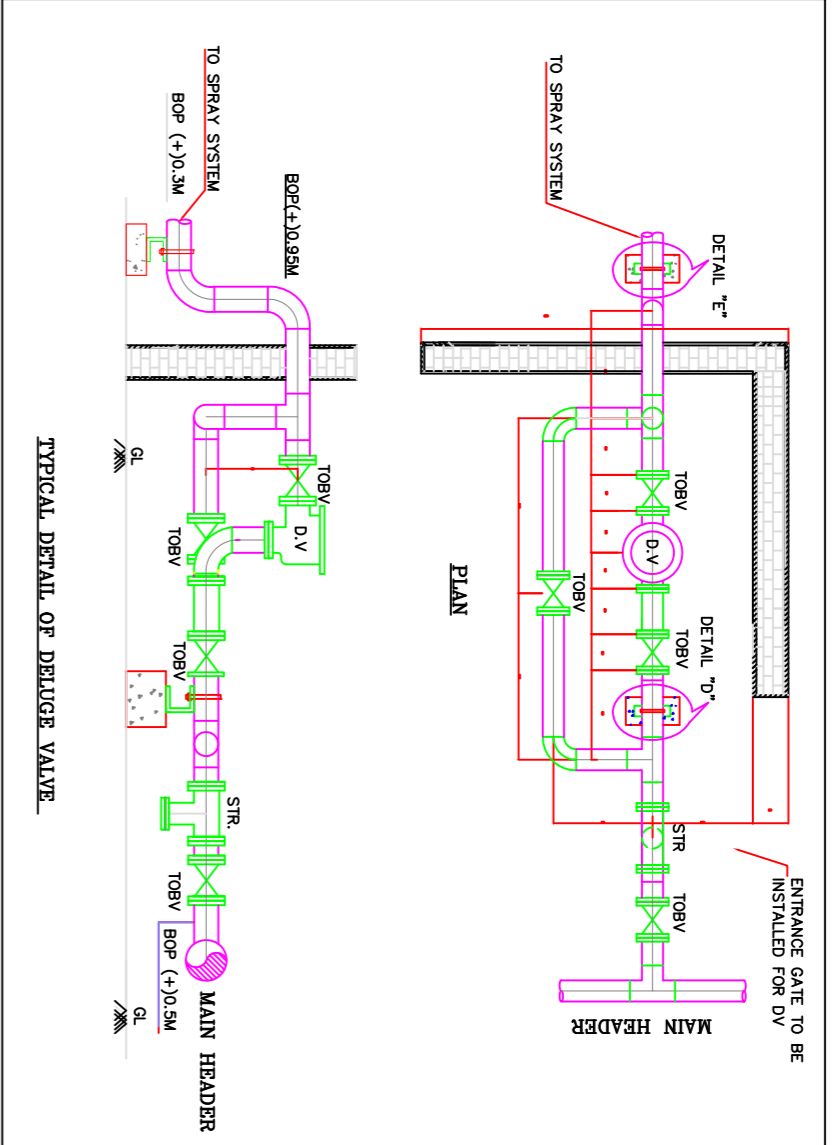 ENTRANCE GATE TO BE
INSTALLED FOR DV
TO SPRAY SYSTEM
DETAIL "E"
TOBV
D.V
TOBV
DETAIL "D"
STR
TOBV
MAIN HEADER
TOBV
PLAN
TO SPRAY SYSTEM
BOP (+)0.3M
BOP(+)0.95M
TOBV
D.V
TOBV
TOBV
STR.
TOBV
BOP (+)0.5M
MAIN HEADER
GL
GL
TYPICAL DETAIL OF DELUGE VALVE